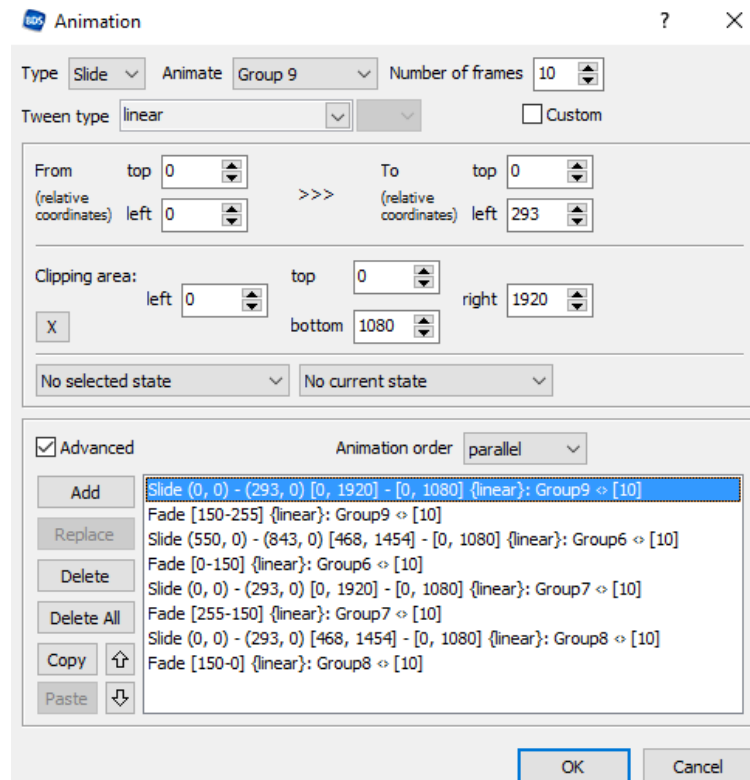 BDS Animation ? X
Type Slide Animate Group 9 Number of frames 10
Tween type linear Custom
From top 0 >>> To top 0
(relative coordinates) left 0 (relative coordinates) left 293
Clipping area: left 0 top 0 right 1920
X bottom 1080
No selected state No current state
Advanced Animation order parallel
Add
Replace
Delete
Delete All
Copy
Paste
Slide (0, 0) - (293, 0) [0, 1920] - [0, 1080] {linear}: Group9 <> [10]
Fade [150-255] {linear}: Group9 <> [10]
Slide (550, 0) - (843, 0) [468, 1454] - [0, 1080] {linear}: Group6 <> [10]
Fade [0-150] {linear}: Group6 <> [10]
Slide (0, 0) - (293, 0) [0, 1920] - [0, 1080] {linear}: Group7 <> [10]
Fade [255-150] {linear}: Group7 <> [10]
Slide (0, 0) - (293, 0) [468, 1454] - [0, 1080] {linear}: Group8 <> [10]
Fade [150-0] {linear}: Group8 <> [10]
OK Cancel